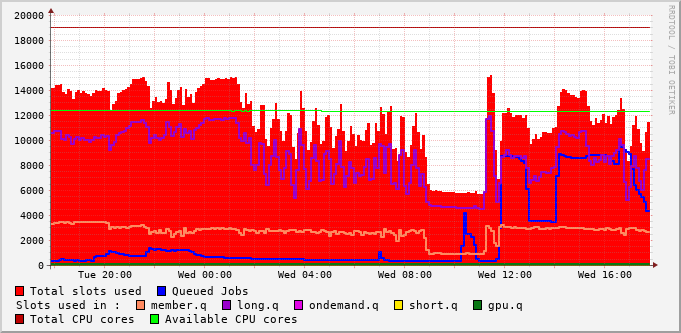 20000
18000
16000
14000
12000
10000
8000
6000
4000
2000
0
Tue 20:00 Wed 00:00 Wed 04:00 Wed 08:00 Wed 12:00 Wed 16:00
Total slots used Queued Jobs
Slots used in : member.q long.q ondemand.q short.q gpu.q
Total CPU cores Available CPU cores
RRDTOOL / TOBI OETIKER